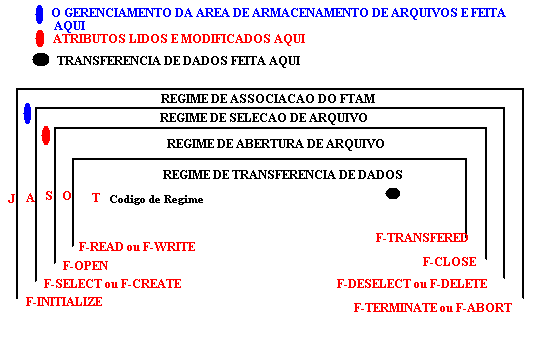 O GERENCIAMENTO DA AREA DE ARMACENAMENTO DE ARQUIVOS E FEITA
AQUI
ATRIBUTOS LIDOS E MODIFICADOS AQUI
TRANSFERENCIA DE DADOS FEITA AQUI
REGIME DE ASSOCIACAO DO FTAM
REGIME DE SELECAO DE ARQUIVO
REGIME DE ABERTURA DE ARQUIVO
REGIME DE TRANSFERENCIA DE DADOS
J A S O T Codigo de Regime
F-TRANSFERED
F-READ ou F-WRITE
F-CLOSE
F-OPEN
F-DESELECT ou F-DELETE
F-SELECT ou F-CREATE
F-TERMINATE ou F-ABORT
F-INITIALIZE